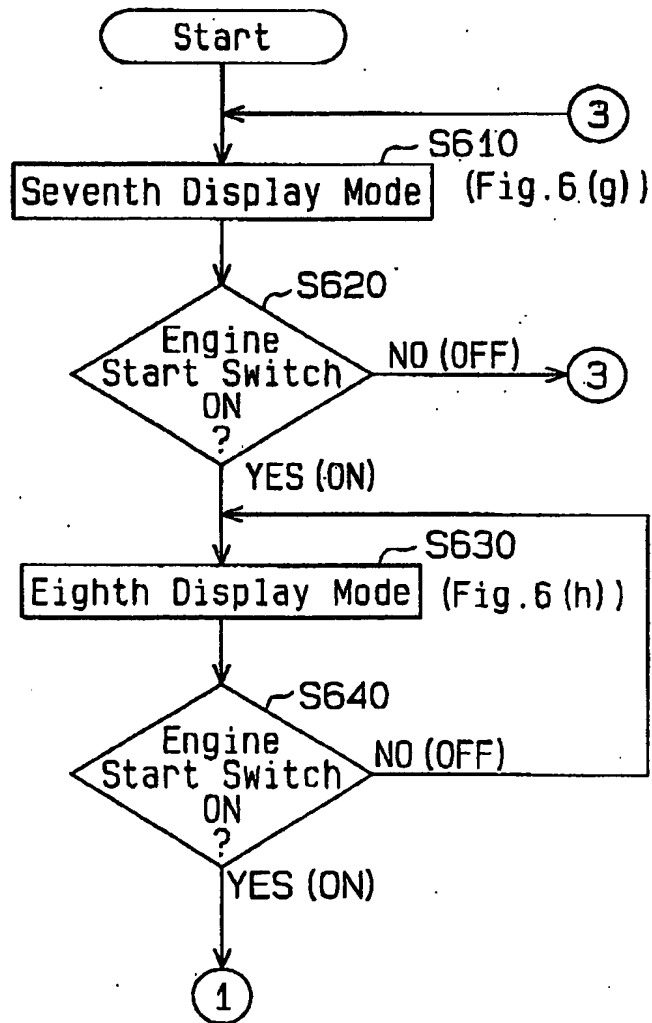 Start
3
S610
Seventh Display Mode (Fig.6(g))
S620
Engine
Start Switch
ON
?
NO (OFF)
3
YES (ON)
S630
Eighth Display Mode (Fig.6(h))
S640
Engine
Start Switch
ON
?
NO (OFF)
YES (ON)
1